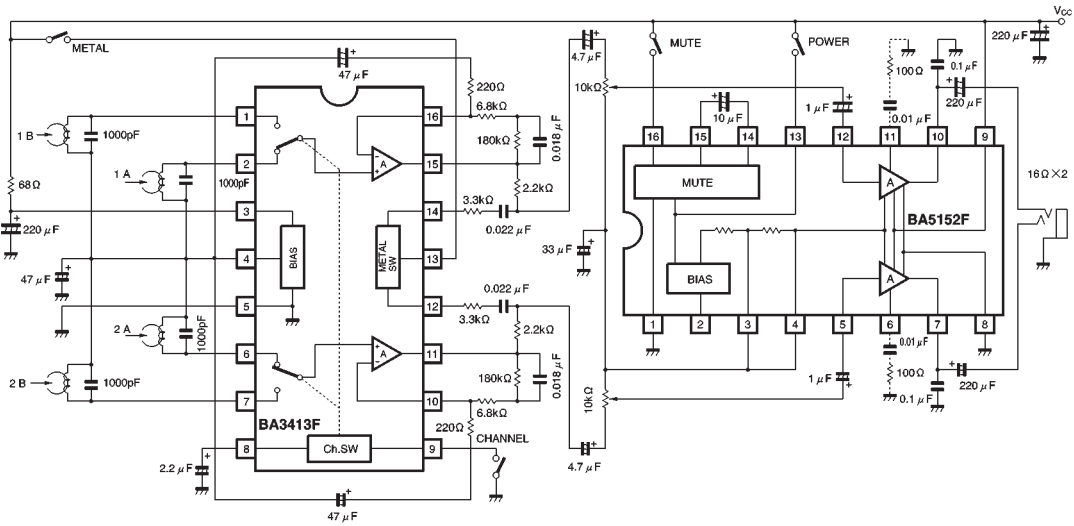 VCC
METAL
MUTE
POWER
4.7 μF
220 μF
47 μF
220Ω
10kΩ
100Ω
0.1 μF
220 μF
6.8kΩ
1 μF
0.01 μF
1 B
1000pF
1
16
180kΩ
0.018 μF
10 μF
16
15
14
13
12
11
10
9
1 A
2
1000pF
A
15
2.2kΩ
MUTE
A
16Ω×2
68Ω
3
14
3.3kΩ
0.022 μF
BA5152F
220 μF
BIAS
METAL SW
33 μF
4
13
BIAS
A
47 μF
0.022 μF
5
12
3.3kΩ
2.2kΩ
1
2
3
4
5
6
7
8
2 A
1000pF
6
A
11
180kΩ
0.018 μF
0.01 μF
100Ω
220 μF
1 μF
2 B
1000pF
7
10
6.8kΩ
10kΩ
0.1 μF
BA3413F
220Ω
CHANNEL
8
Ch.SW
9
2.2 μF
4.7 μF
47 μF